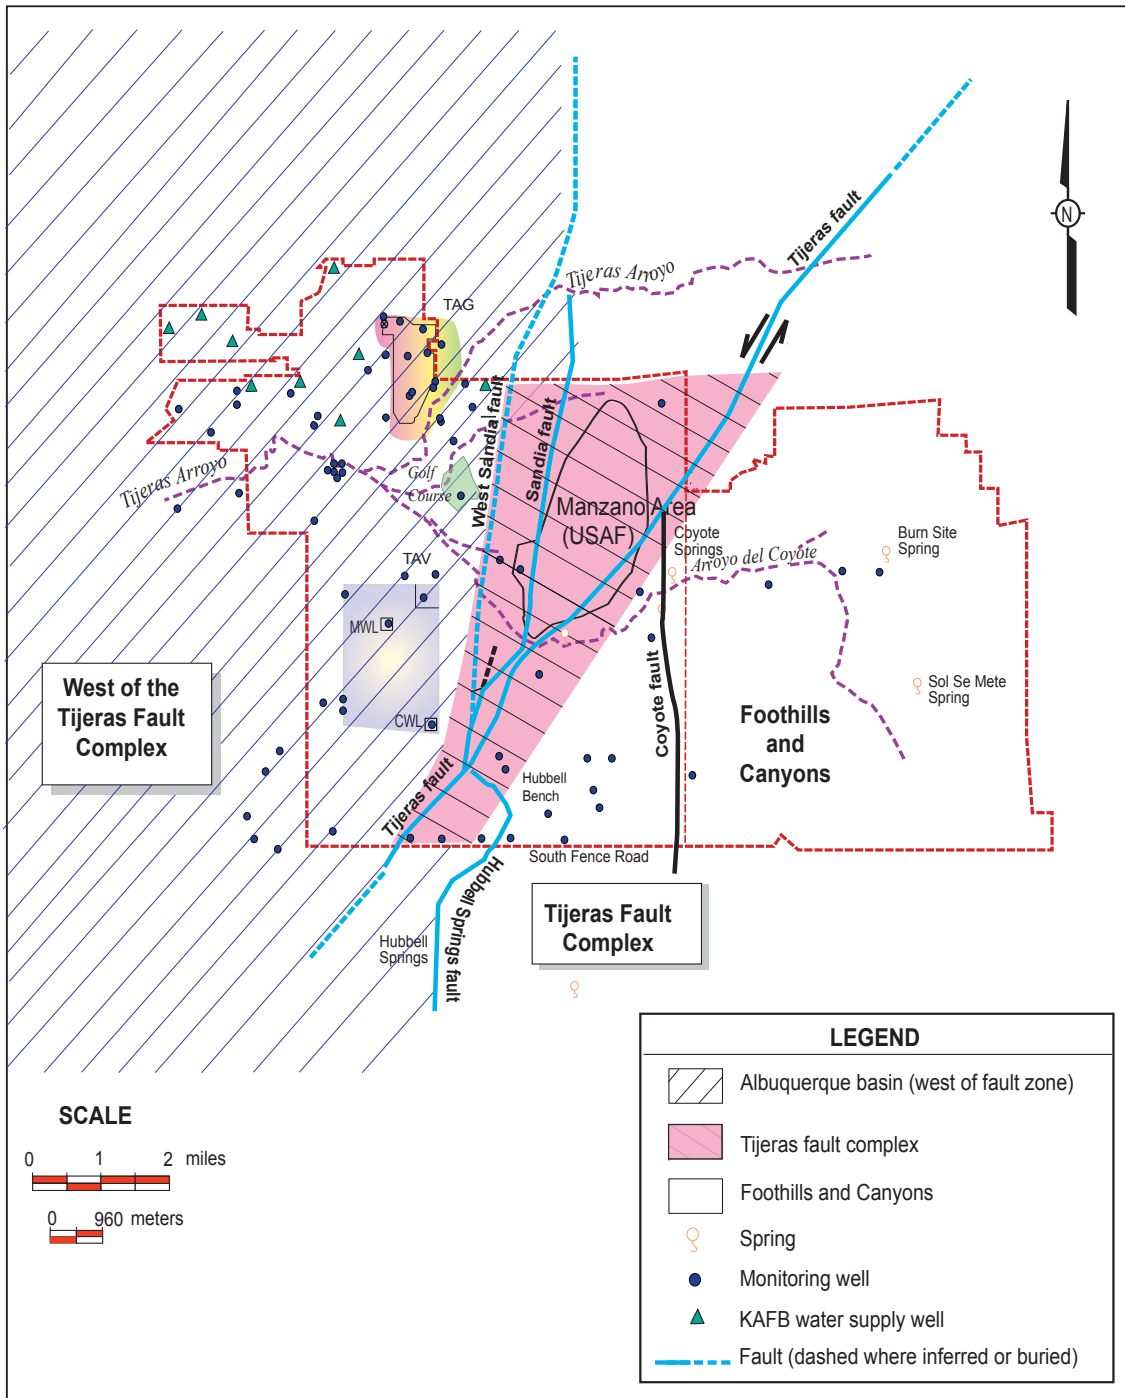 N
Tijeras fault
Tijeras Arroyo
TAG
West Sandia fault
Sandia fault
Golf
Course
Tijeras Arroyo
Manzano Area
(USAF)
Coyote
Springs
Burn Site
Spring
Arroyo del Coyote
TAV
MWL
CWL
West of the
Tijeras Fault
Complex
Sol Se Mete
Spring
Coyote fault
Foothills
and
Canyons
Hubbell
Bench
Tijeras fault
South Fence Road
Hubbell Springs fault
Hubbell
Springs
Tijeras Fault
Complex
LEGEND
Albuquerque basin (west of fault zone)
Tijeras fault complex
Foothills and Canyons
Spring
Monitoring well
KAFB water supply well
Fault (dashed where inferred or buried)
SCALE
0 1 2 miles
0 960 meters